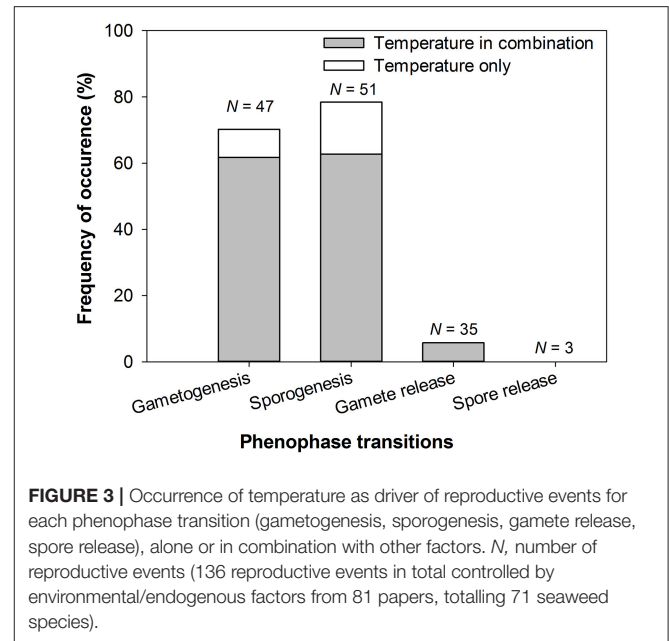 100
80
60
40
20
0
Frequency of occurence (%)
Temperature in combination
Temperature only
N = 47
N = 51
N = 35
N = 3
Gametogenesis
Sporogenesis
Gamete release
Spore release
Phenophase transitions
FIGURE 3 | Occurrence of temperature as driver of reproductive events for
each phenophase transition (gametogenesis, sporogenesis, gamete release,
spore release), alone or in combination with other factors. N, number of
reproductive events (136 reproductive events in total controlled by
environmental/endogenous factors from 81 papers, totalling 71 seaweed
species).